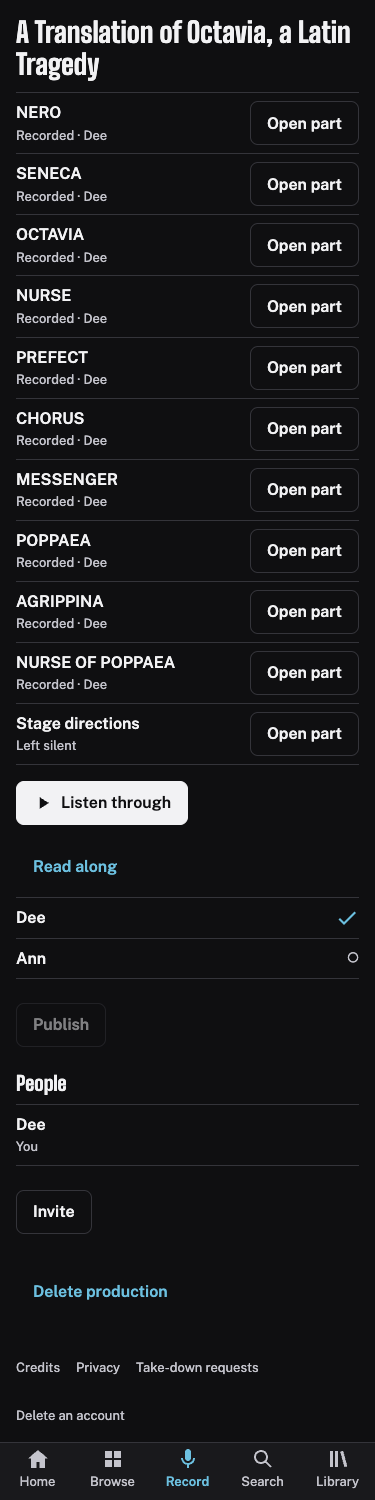 A Translation of Octavia, a Latin
Tragedy
NERO
Recorded · Dee
Open part
SENECA
Recorded · Dee
Open part
OCTAVIA
Recorded · Dee
Open part
NURSE
Recorded · Dee
Open part
PREFECT
Recorded · Dee
Open part
CHORUS
Recorded · Dee
Open part
MESSENGER
Recorded · Dee
Open part
POPPAEA
Recorded · Dee
Open part
AGRIPPINA
Recorded · Dee
Open part
NURSE OF POPPAEA
Recorded · Dee
Open part
Stage directions
Left silent
Open part
Listen through
Read along
Dee
Ann
Publish
People
Dee
You
Invite
Delete production
Credits Privacy Take-down requests
Delete an account
Home Browse Record Search Library